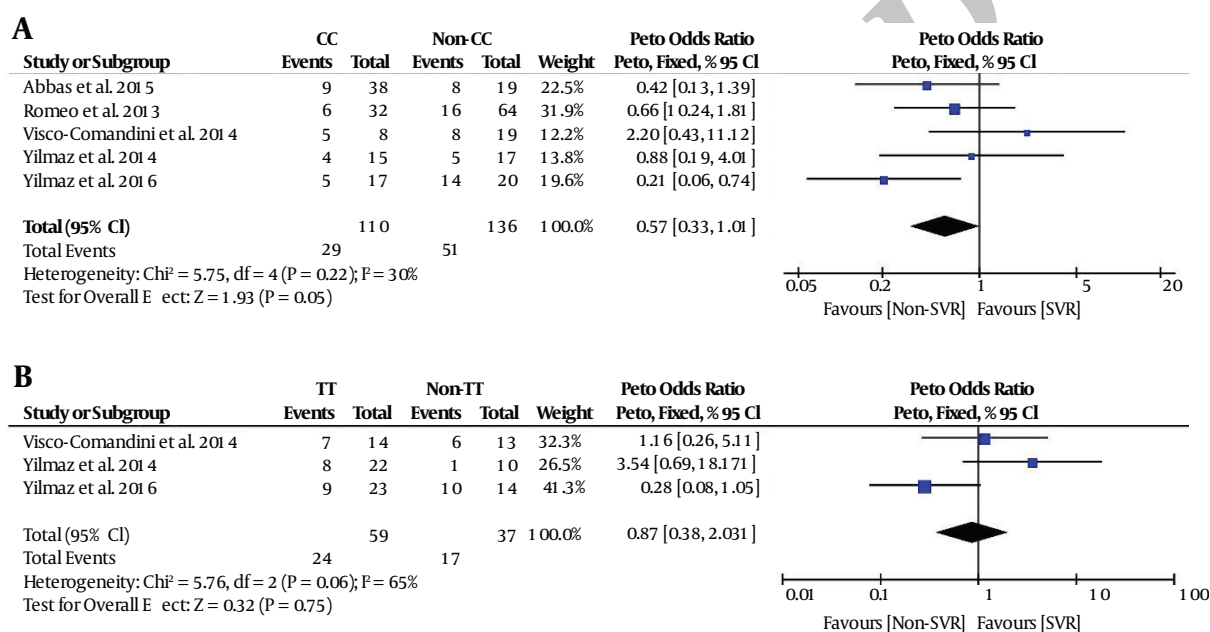 A
CC Non-CC Peto Odds Ratio Peto Odds Ratio
Study or Subgroup Events Total Events Total Weight Peto, Fixed, % 95 Cl Peto, Fixed, % 95 Cl
Abbas et al. 2015 9 38 8 19 22.5% 0.42 [0.13, 1.39]
Romeo et al. 2013 6 32 16 64 31.9% 0.66 [1 0.24, 1.81]
Visco-Comandini et al. 2014 5 8 8 19 12.2% 2.20 [0.43, 11.12]
Yilmaz et al. 2014 4 15 5 17 13.8% 0.88 [0.19, 4.01]
Yilmaz et al. 2016 5 17 14 20 19.6% 0.21 [0.06, 0.74]
Total (95% Cl) 110 136 100.0% 0.57 [0.33, 1.01]
Total Events 29 51
Heterogeneity: Chi² = 5.75, df = 4 (P = 0.22); I² = 30%
Test for Overall E ect: Z = 1.93 (P = 0.05)
0.05 0.2 1 5 20
Favours [Non-SVR] Favours [SVR]
B
TT Non-TT Peto Odds Ratio Peto Odds Ratio
Study or Subgroup Events Total Events Total Weight Peto, Fixed, % 95 Cl Peto, Fixed, % 95 Cl
Visco-Comandini et al. 2014 7 14 6 13 32.3% 1.16 [0.26, 5.11]
Yilmaz et al. 2014 8 22 1 10 26.5% 3.54 [0.69, 18.171]
Yilmaz et al. 2016 9 23 10 14 41.3% 0.28 [0.08, 1.05]
Total (95% Cl) 59 37 100.0% 0.87 [0.38, 2.031]
Total Events 24 17
Heterogeneity: Chi² = 5.76, df = 2 (P = 0.06); I² = 65%
Test for Overall E ect: Z = 0.32 (P = 0.75)
0.01 0.1 1 10 100
Favours [Non-SVR] Favours [SVR]